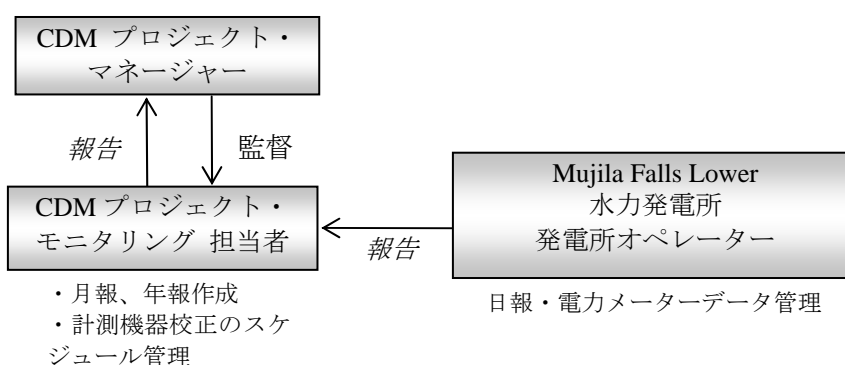 CDM プロジェクト・
マネージャー
報告
監督
CDM プロジェクト・
モニタリング 担当者
報告
Mujila Falls Lower
水力発電所
発電所オペレーター
・月報、年報作成
・計測機器校正のスケ
ジュール管理
日報・電力メーターデータ管理